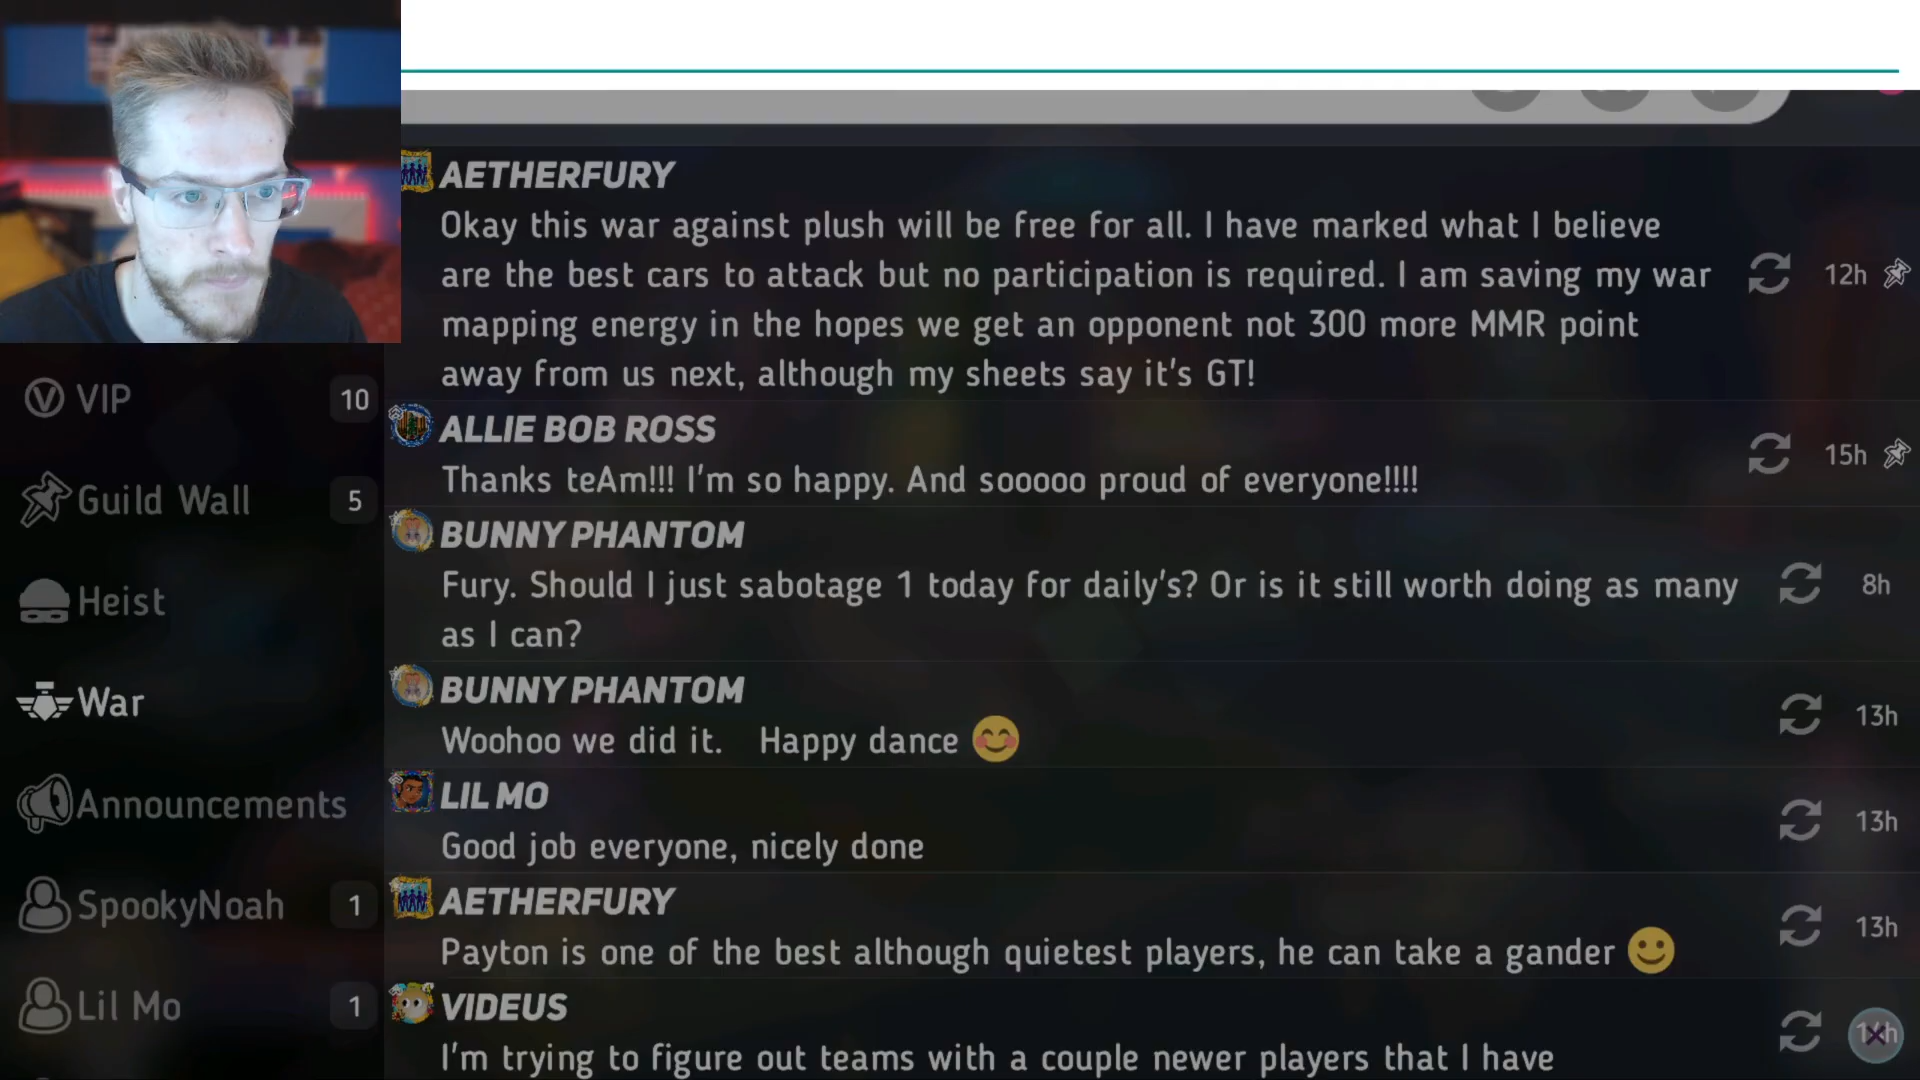 AETHERFURY
Okay this war against plush will be free for all. I have marked what I believe
are the best cars to attack but no participation is required. I am saving my war
12h
mapping energy in the hopes we get an opponent not 300 more MMR point
away from us next, although my sheets say it's GT!
VIP
10
ALLIE BOB ROSS
Thanks teAm!!! I'm so happy. And sooooo proud of everyone!!!!
15h
Guild Wall
5
BUNNY PHANTOM
Fury. Should I just sabotage 1 today for daily's? Or is it still worth doing as many
8h
as I can?
Heist
BUNNY PHANTOM
Woohoo we did it. Happy dance 😊
13h
War
LIL MO
Good job everyone, nicely done
13h
Announcements
AETHERFURY
Payton is one of the best although quietest players, he can take a gander 🙂
13h
SpookyNoah
1
VIDEUS
I'm trying to figure out teams with a couple newer players that I have
Lil Mo
1